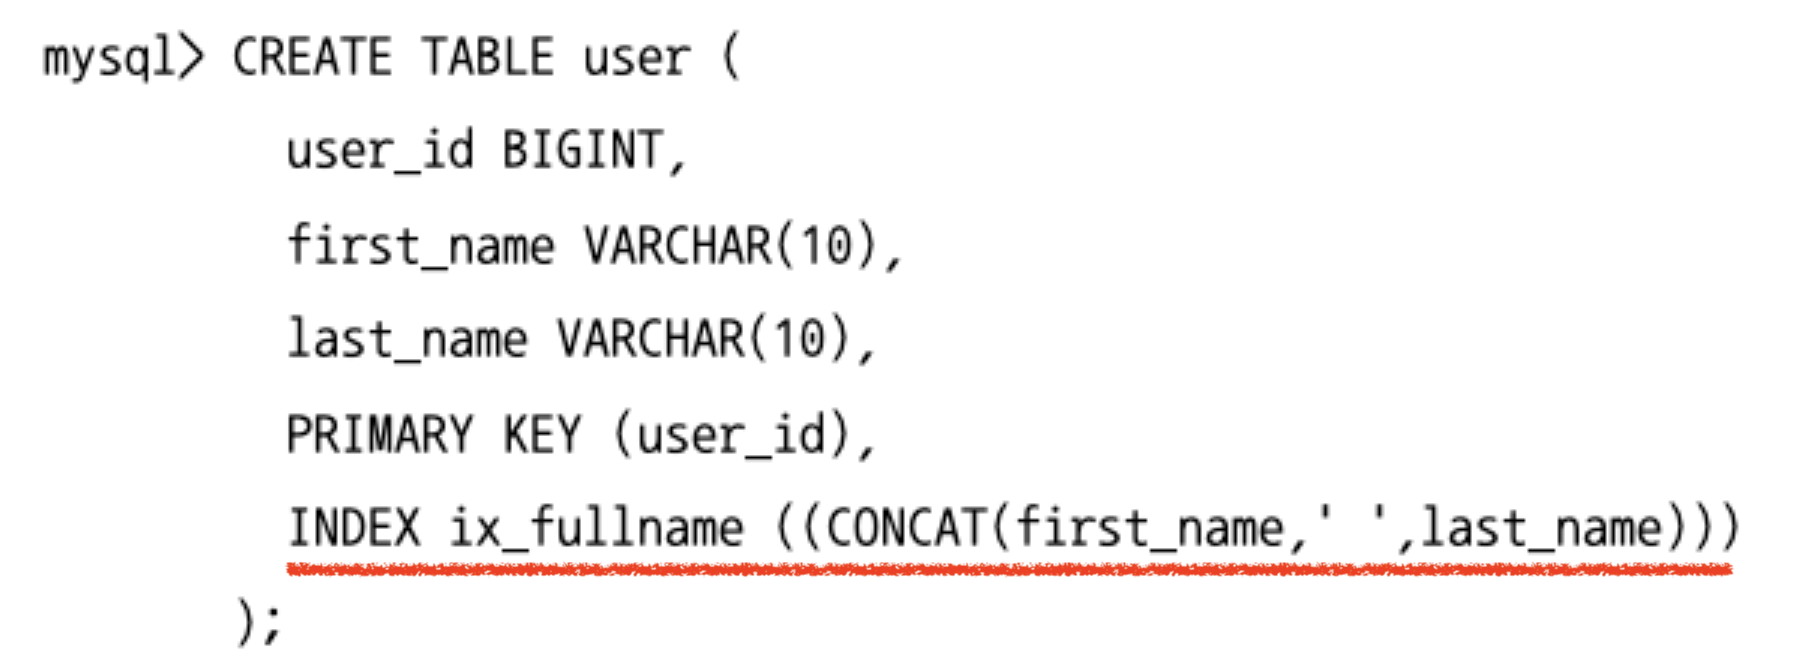 mysql> CREATE TABLE user (
user_id BIGINT,
first_name VARCHAR(10),
last_name VARCHAR(10),
PRIMARY KEY (user_id),
INDEX ix_fullname ((CONCAT(first_name,' ',last_name)))
);